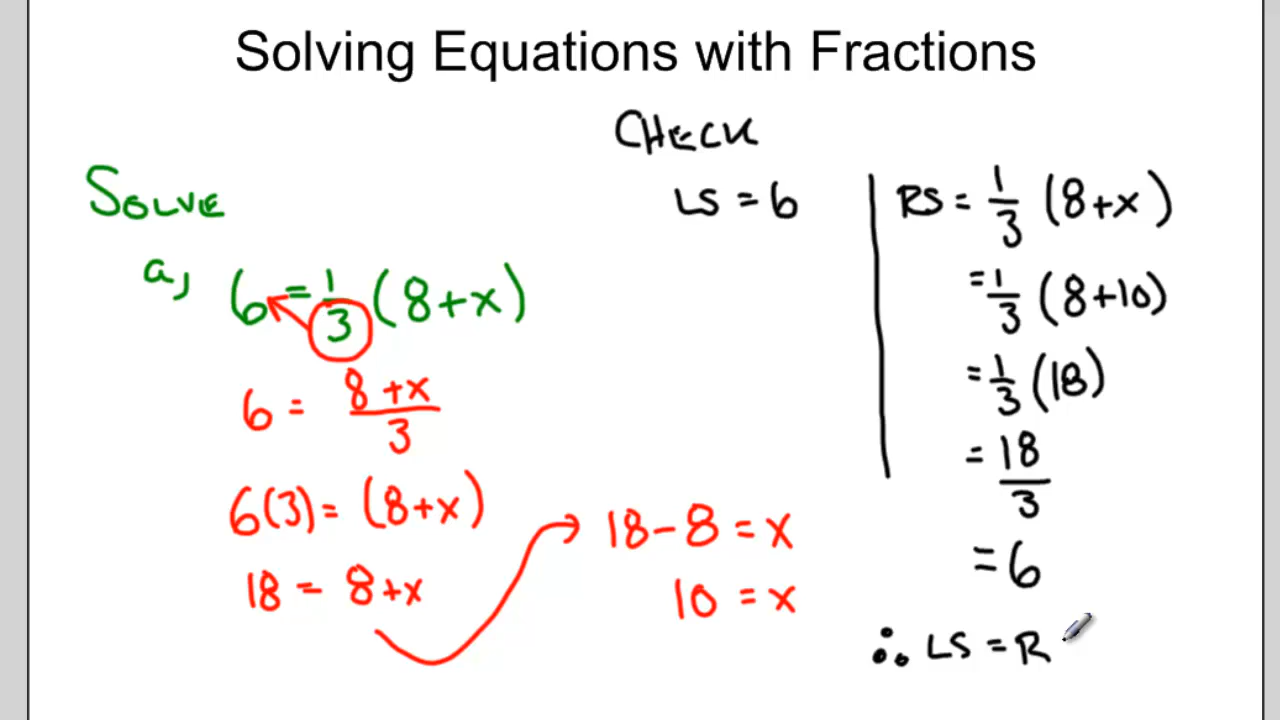 Solving Equations with Fractions
SOLVE
a, 6 = 1/3 (8+x)
6 = 8+x/3
6(3) = (8+x)
18 = 8+x
18-8 = x
10 = x
CHECK
LS = 6
RS = 1/3 (8+x)
= 1/3 (8+10)
= 1/3 (18)
= 18/3
= 6
∴ LS = R